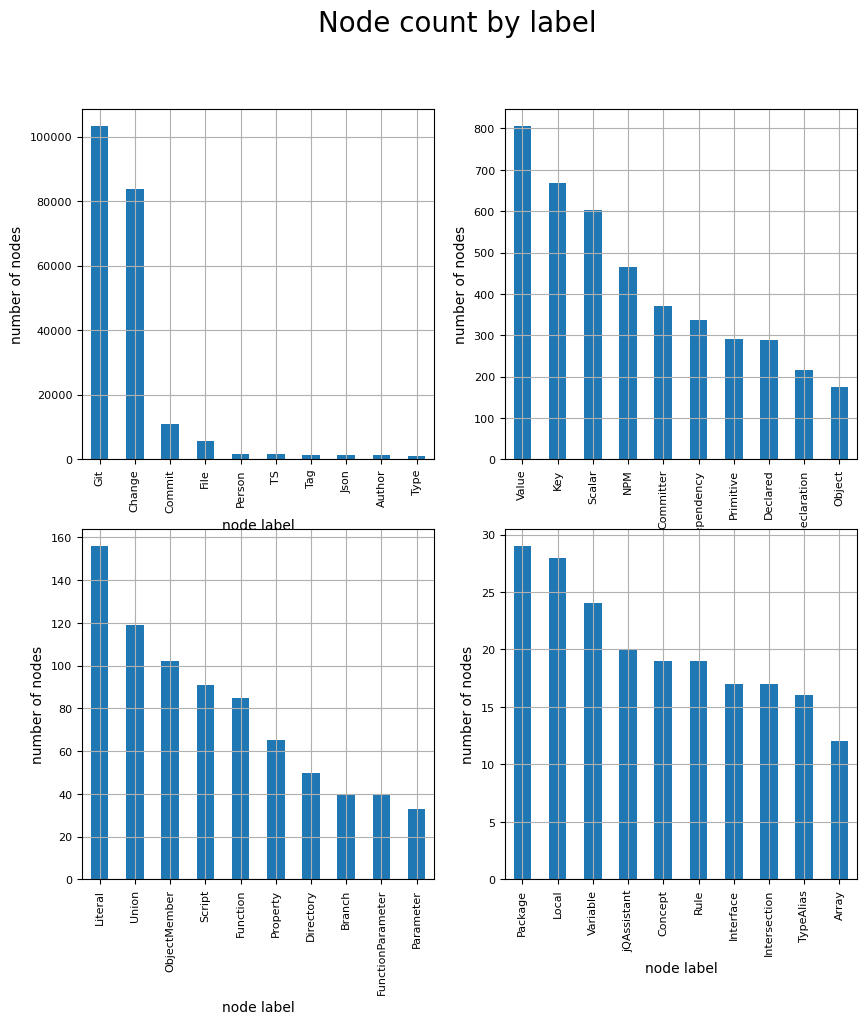 Node count by label
number of nodes
100000
80000
60000
40000
20000
0
Git
Change
Commit
File
Person
TS
Tag
Json
Author
Type
node label
number of nodes
800
700
600
500
400
300
200
100
0
Value
Key
Scalar
NPM
Committer
ependency
Primitive
Declared
eclaration
Object
number of nodes
160
140
120
100
80
60
40
20
0
Literal
Union
ObjectMember
Script
Function
Property
Directory
Branch
FunctionParameter
Parameter
node label
number of nodes
30
25
20
15
10
5
0
Package
Local
Variable
jQAssistant
Concept
Rule
Interface
Intersection
TypeAlias
Array
node label